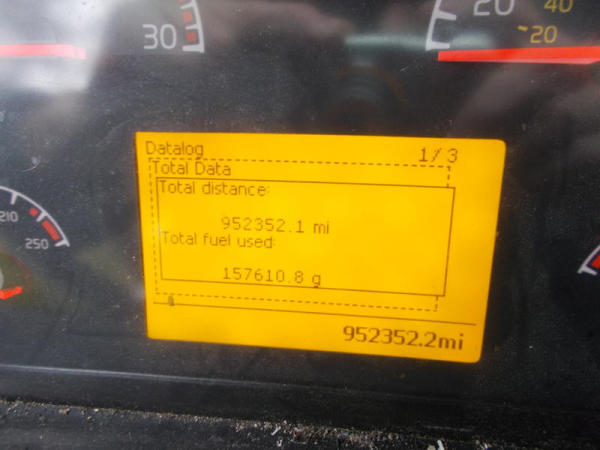 30
20 40
~20
Datalog 1/3
Total Data
Total distance:
952352.1 mi
Total fuel used:
157610.8 g
952352.2mi
210
250